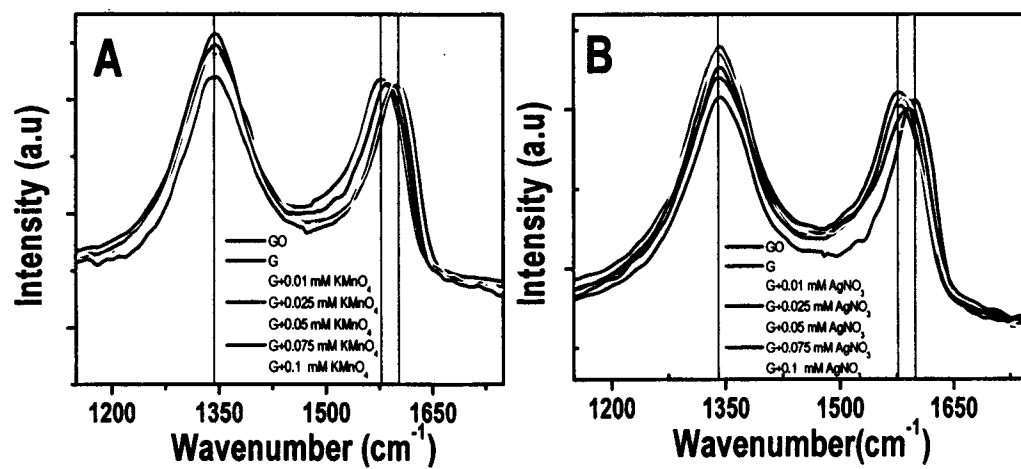 A
Intensity (a.u)
GO
G
G+0.01 mM KMnO₄
G+0.025 mM KMnO₄
G+0.05 mM KMnO₄
G+0.075 mM KMnO₄
G+0.1 mM KMnO₄
1200 1350 1500 1650
Wavenumber (cm⁻¹)
B
Intensity (a.u)
GO
G
G+0.01 mM AgNO₃
G+0.025 mM AgNO₃
G+0.05 mM AgNO₃
G+0.075 mM AgNO₃
G+0.1 mM AgNO₃
1200 1350 1500 1650
Wavenumber(cm⁻¹)